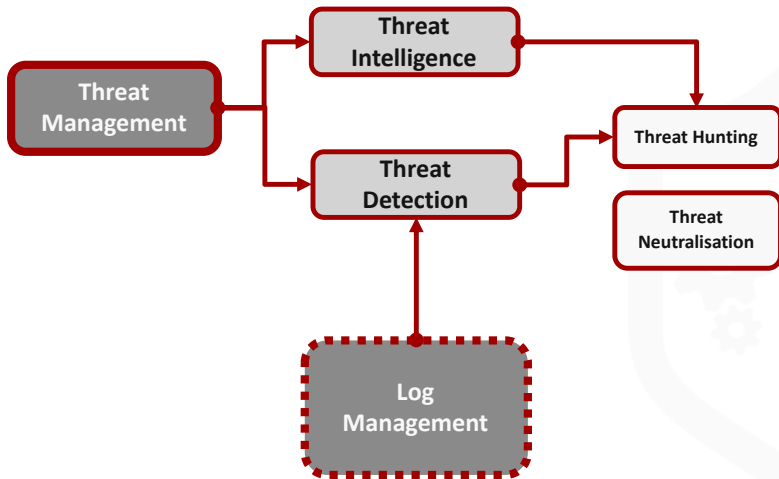 Threat
Intelligence
Threat
Management
Threat Hunting
Threat
Detection
Threat
Neutralisation
Log
Management